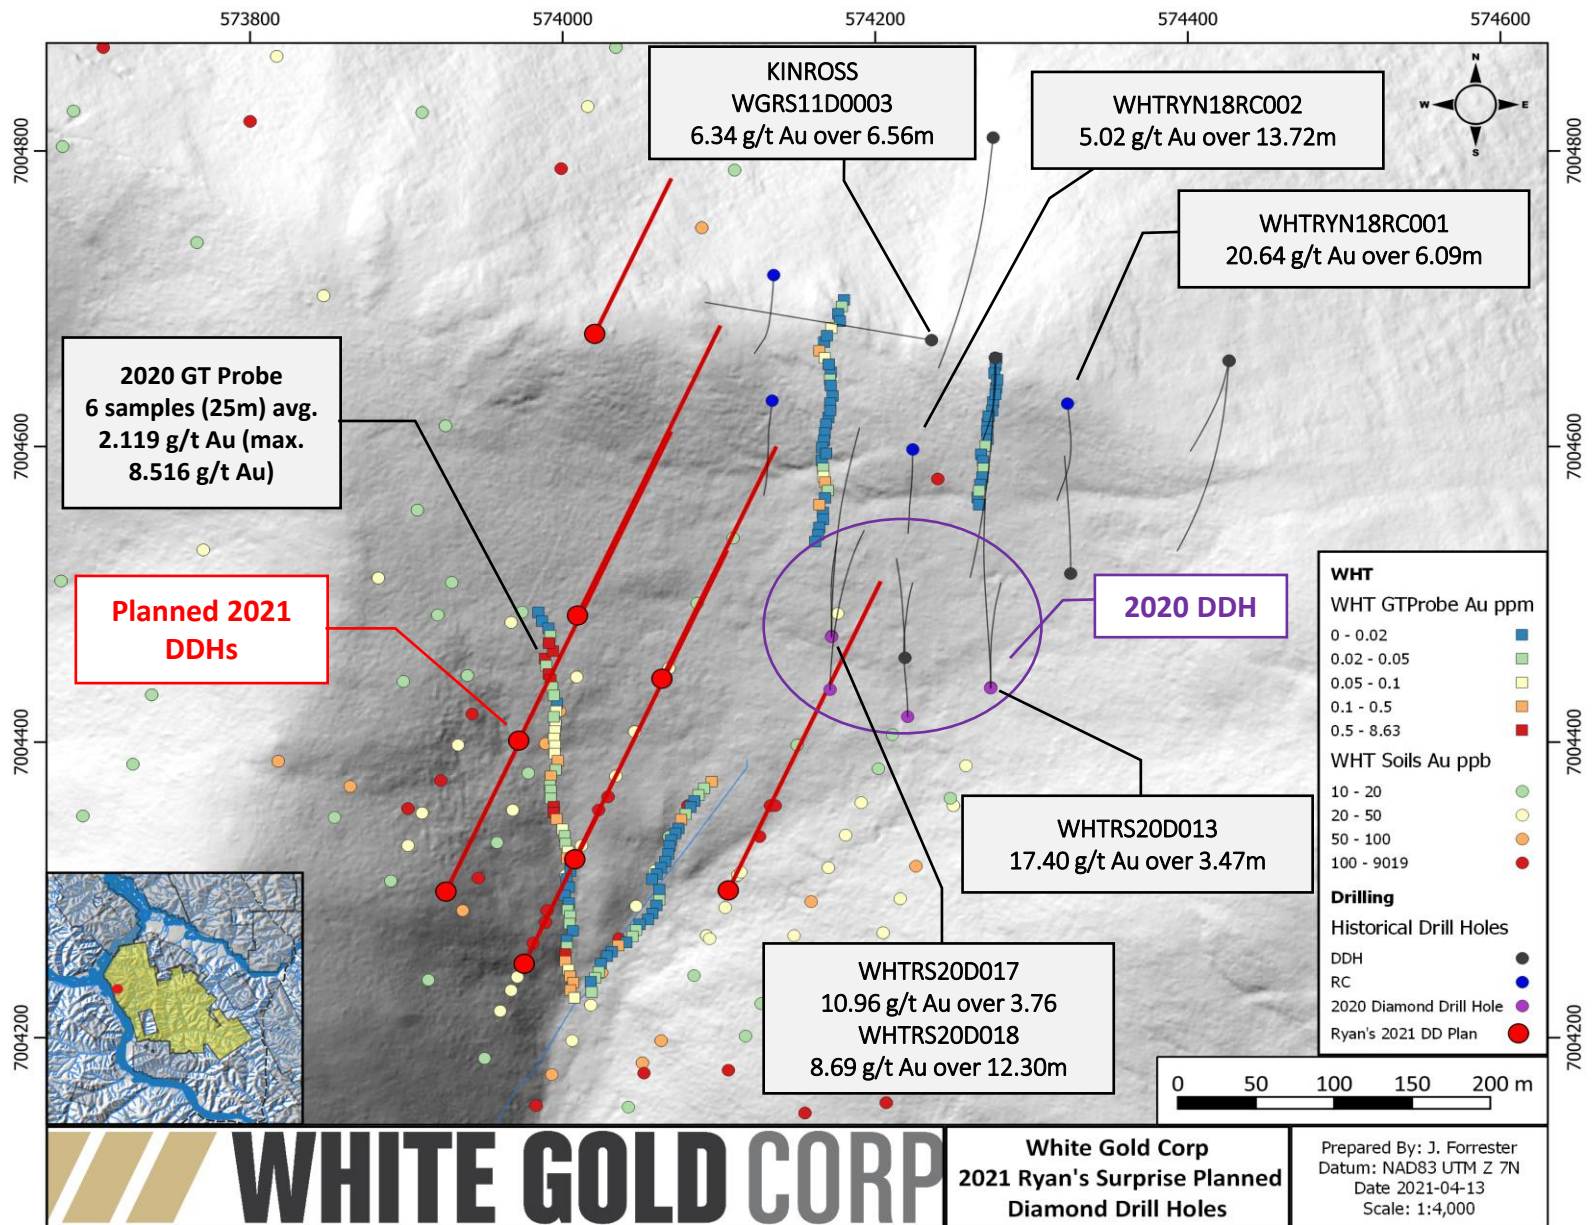 573800
574000
574200
574400
574600
7004800
7004600
7004400
7004200
7004800
7004600
7004400
7004200
N
W
E
S
KINROSS
WGRS11D0003
6.34 g/t Au over 6.56m
WHTRYN18RC002
5.02 g/t Au over 13.72m
WHTRYN18RC001
20.64 g/t Au over 6.09m
2020 GT Probe
6 samples (25m) avg.
2.119 g/t Au (max.
8.516 g/t Au)
Planned 2021
DDHs
2020 DDH
WHTRS20D013
17.40 g/t Au over 3.47m
WHTRS20D017
10.96 g/t Au over 3.76
WHTRS20D018
8.69 g/t Au over 12.30m
WHT
WHT GTProbe Au ppm
0 - 0.02
0.02 - 0.05
0.05 - 0.1
0.1 - 0.5
0.5 - 8.63
WHT Soils Au ppb
10 - 20
20 - 50
50 - 100
100 - 9019
Drilling
Historical Drill Holes
DDH
RC
2020 Diamond Drill Hole
Ryan's 2021 DD Plan
0 50 100 150 200 m
WHITE GOLD CORP
White Gold Corp
2021 Ryan's Surprise Planned
Diamond Drill Holes
Prepared By: J. Forrester
Datum: NAD83 UTM Z 7N
Date 2021-04-13
Scale: 1:4,000